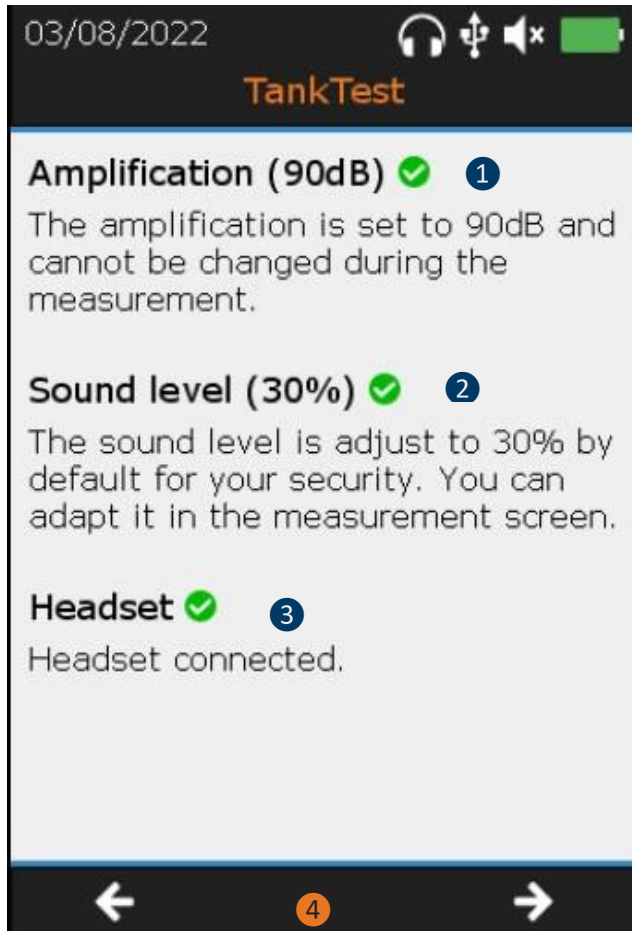 03/08/2022
TankTest
Amplification (90dB) 1
The amplification is set to 90dB and
cannot be changed during the
measurement.
Sound level (30%) 2
The sound level is adjust to 30% by
default for your security. You can
adapt it in the measurement screen.
Headset 3
Headset connected.
4